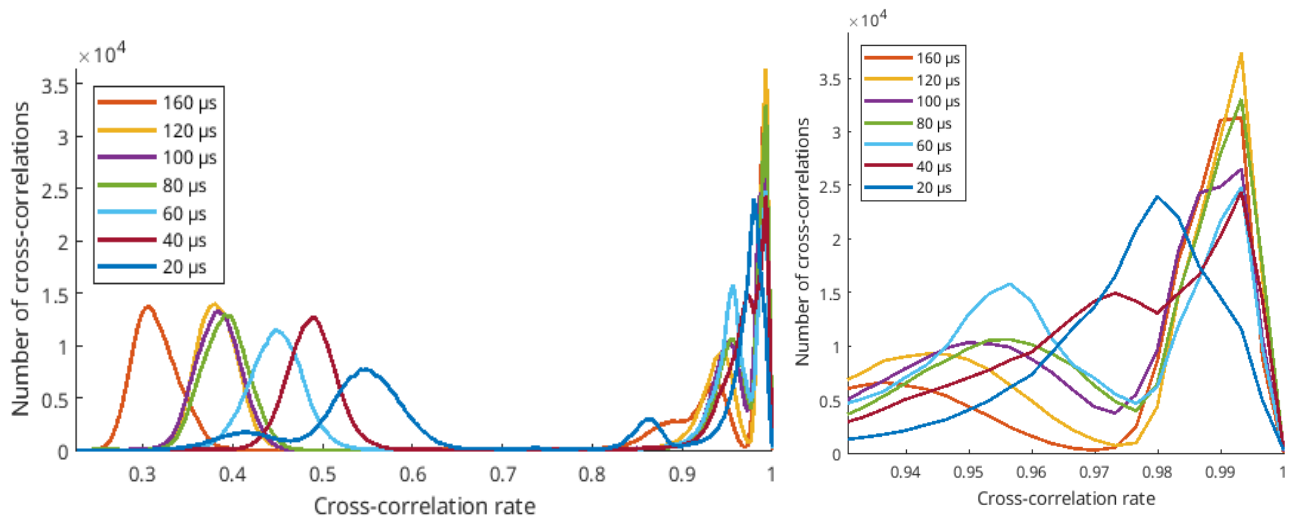 ×10⁴
3.5
3
2.5
2
1.5
1
0.5
0
Number of cross-correlations
160 µs
120 µs
100 µs
80 µs
60 µs
40 µs
20 µs
0.3 0.4 0.5 0.6 0.7 0.8 0.9 1
Cross-correlation rate
×10⁴
3.5
3
2.5
2
1.5
1
0.5
0
Number of cross-correlations
160 µs
120 µs
100 µs
80 µs
60 µs
40 µs
20 µs
0.94 0.95 0.96 0.97 0.98 0.99 1
Cross-correlation rate